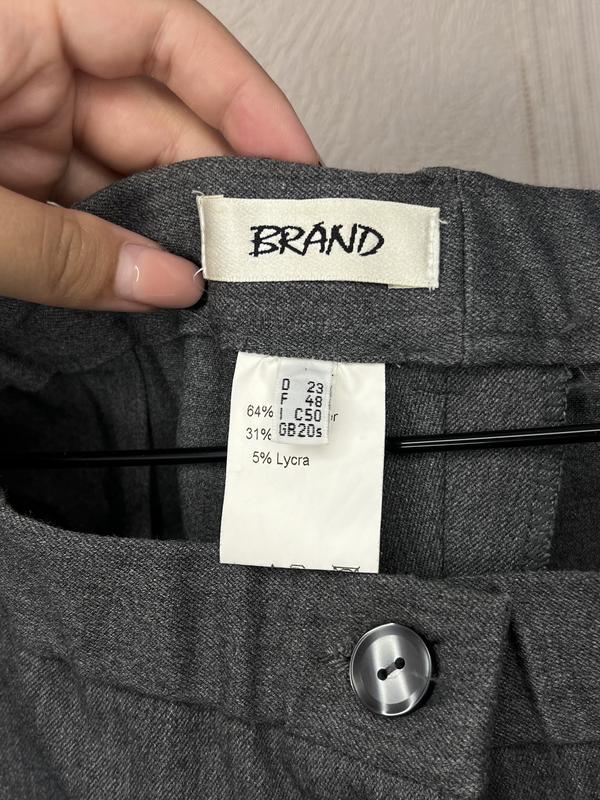 BRAND
D 23
F 48
I C50
GB20s
64%
31%
5% Lycra